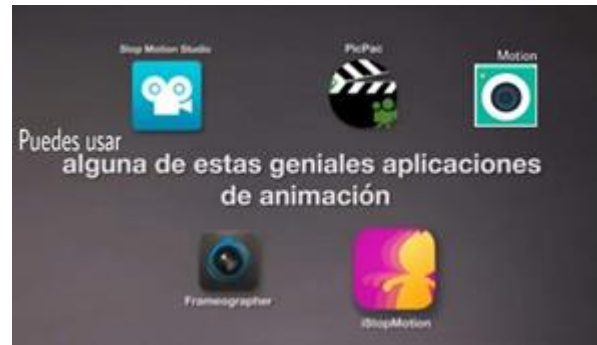 Stop Motion Studio
PicPac
Motion
Puedes usar
alguna de estas geniales aplicaciones
de animación
Frameographer
iStopMotion